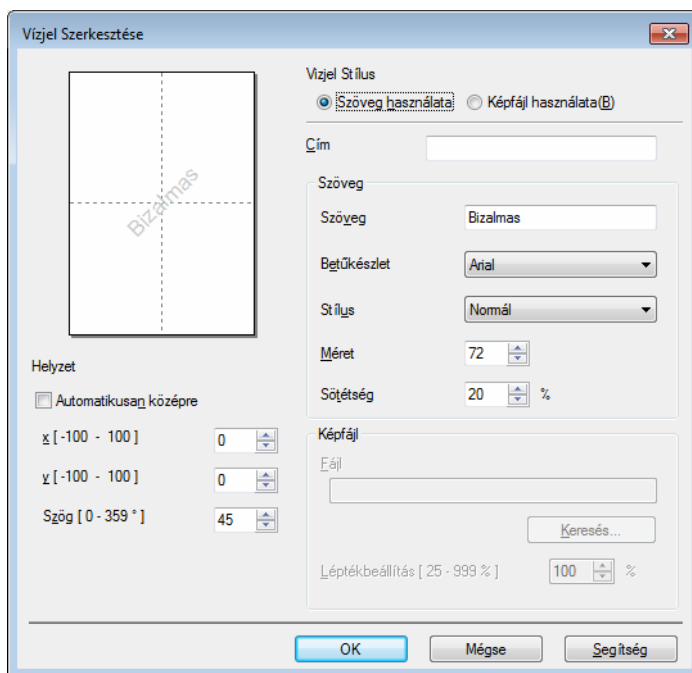 Vízjel Szerkesztése
Bizalmas
Helyzet
Automatikusan középre
x [ -100 - 100 ] 0
y [ -100 - 100 ] 0
Szög [ 0 - 359 ° ] 45
Vizjel Stílus
Szöveg használata Képfájl használata(B)
Cím
Szöveg
Szöveg Bizalmas
Betűkészlet Arial
Stílus Normál
Méret 72
Sötétség 20 %
Képfájl
Fájl
Keresés...
Léptékbeállítás [ 25 - 999 % ] 100 %
OK Mégse Segítség